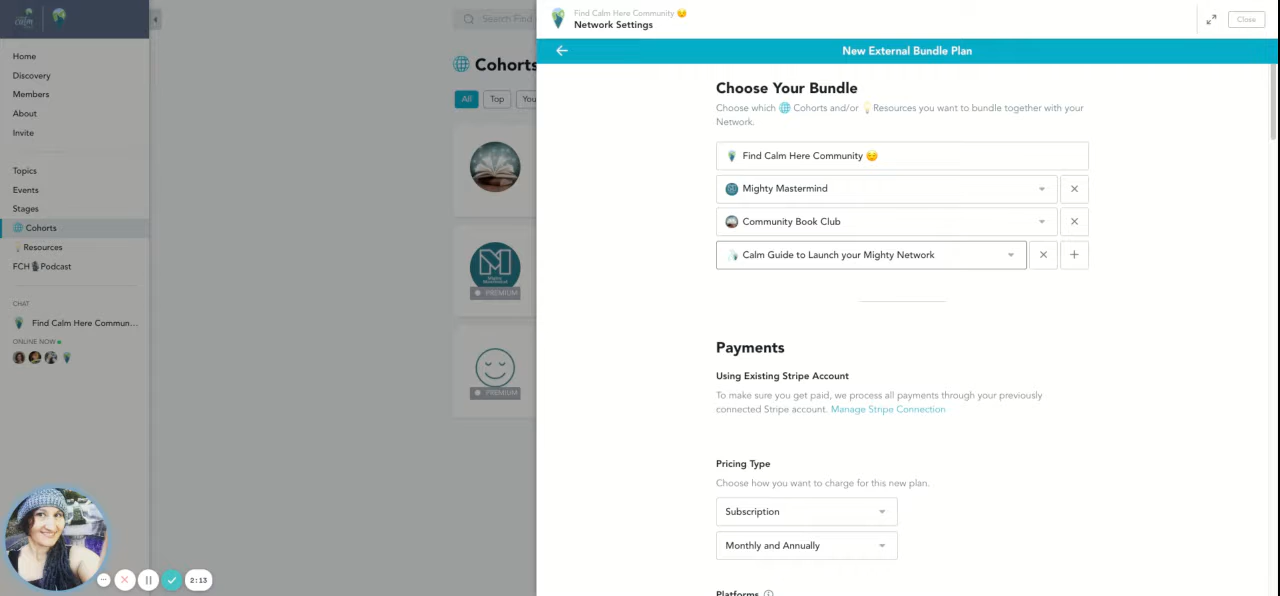 calm
Home
Discovery
Members
About
Invite
Topics
Events
Stages
🌐 Cohorts
💡Resources
FCH🎙️Podcast
CHAT
Find Calm Here Commun...
ONLINE NOW
2:13
Search Find
🌐 Cohorts
All
Top
You
PREMIUM
PREMIUM
Find Calm Here Community 😌
Network Settings
Close
New External Bundle Plan
Choose Your Bundle
Choose which 🌐 Cohorts and/or 💡Resources you want to bundle together with your
Network.
Find Calm Here Community 😌
Mighty Mastermind
Community Book Club
Calm Guide to Launch your Mighty Network
Payments
Using Existing Stripe Account
To make sure you get paid, we process all payments through your previously
connected Stripe account. Manage Stripe Connection
Pricing Type
Choose how you want to charge for this new plan.
Subscription
Monthly and Annually
Platforms